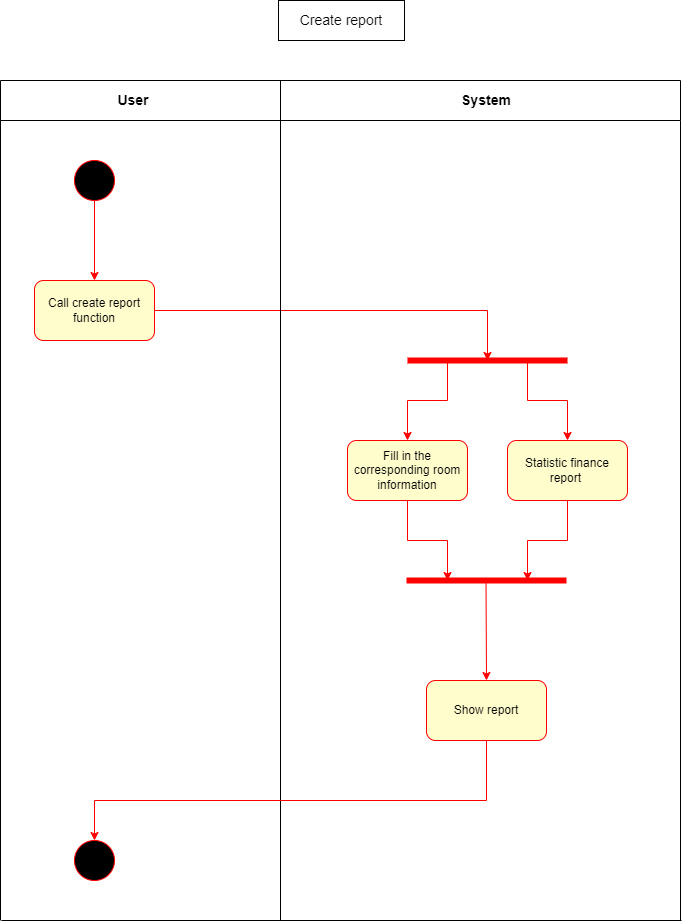 Create report
User
System
Call create report
function
Fill in the
corresponding room
information
Statistic finance
report
Show report